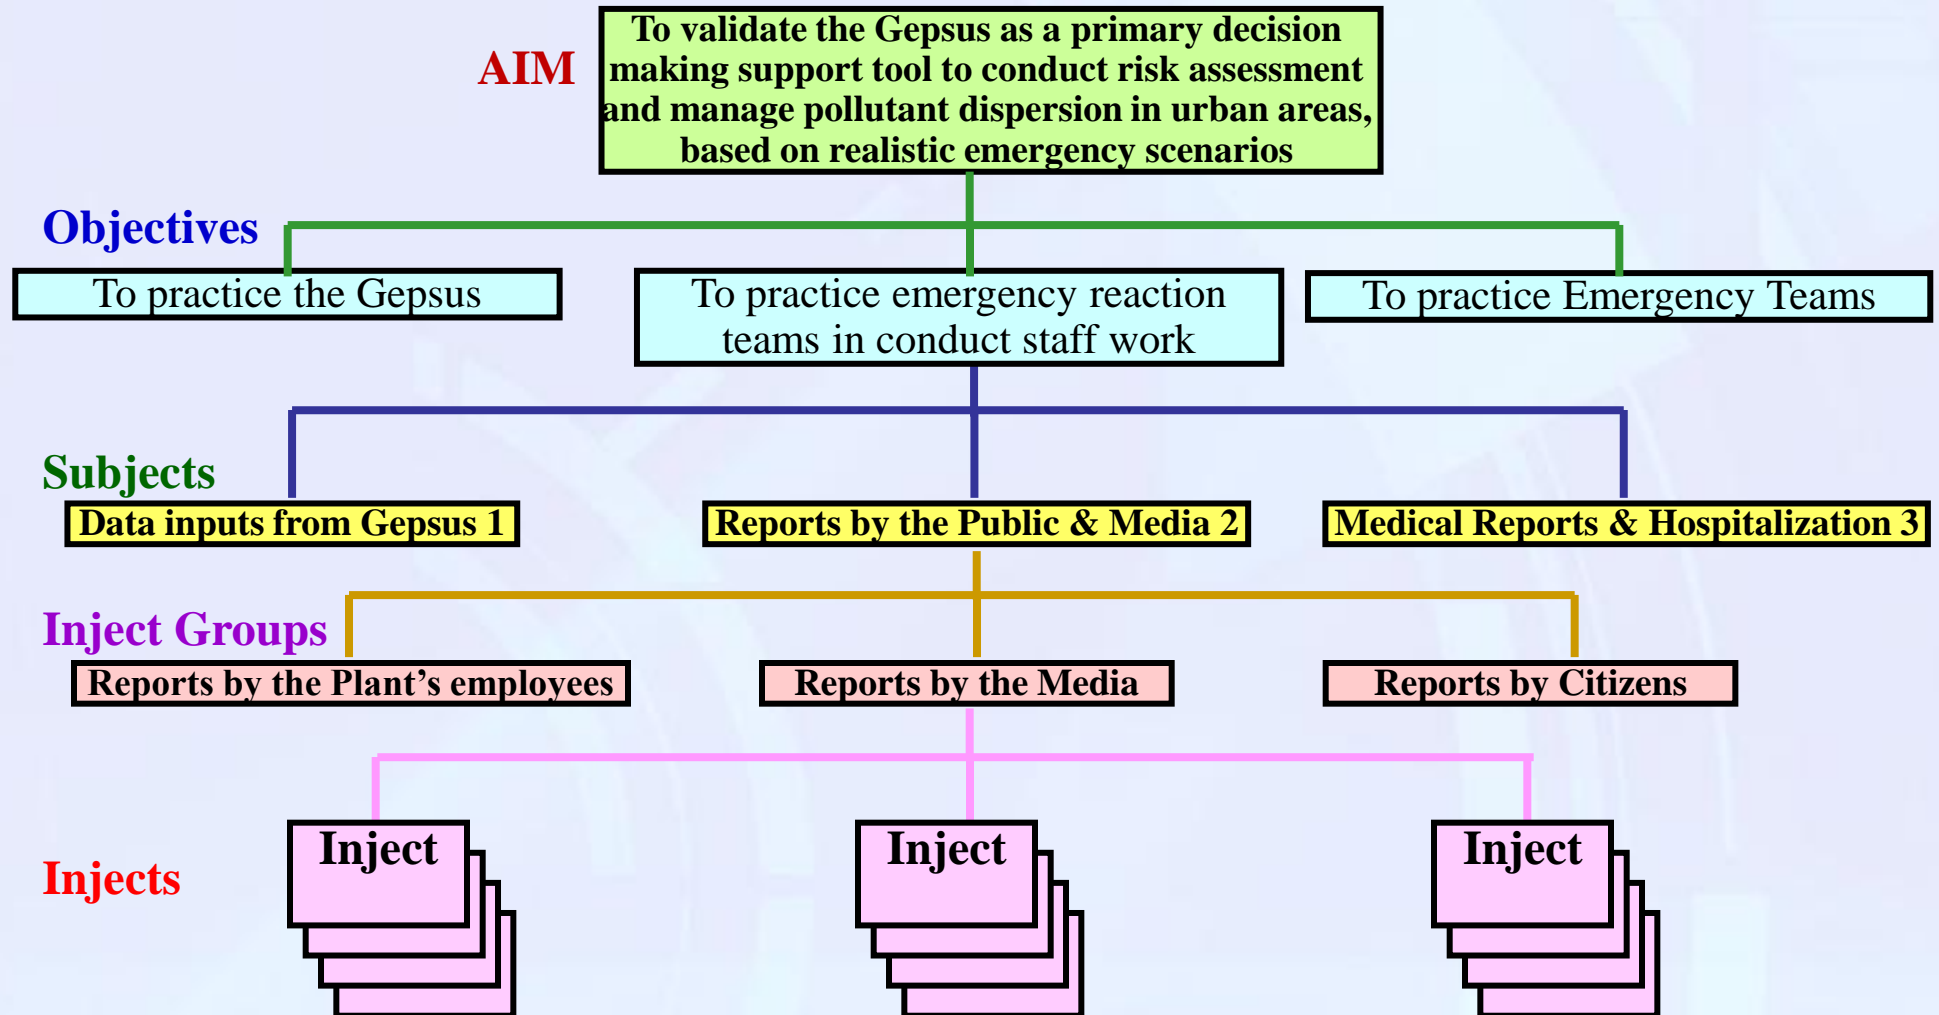 AIM
To validate the Gepsus as a primary decision
making support tool to conduct risk assessment
and manage pollutant dispersion in urban areas,
based on realistic emergency scenarios
Objectives
To practice the Gepsus
To practice emergency reaction
teams in conduct staff work
To practice Emergency Teams
Subjects
Data inputs from Gepsus 1
Reports by the Public & Media 2
Medical Reports & Hospitalization 3
Inject Groups
Reports by the Plant’s employees
Reports by the Media
Reports by Citizens
Injects
Inject
Inject
Inject